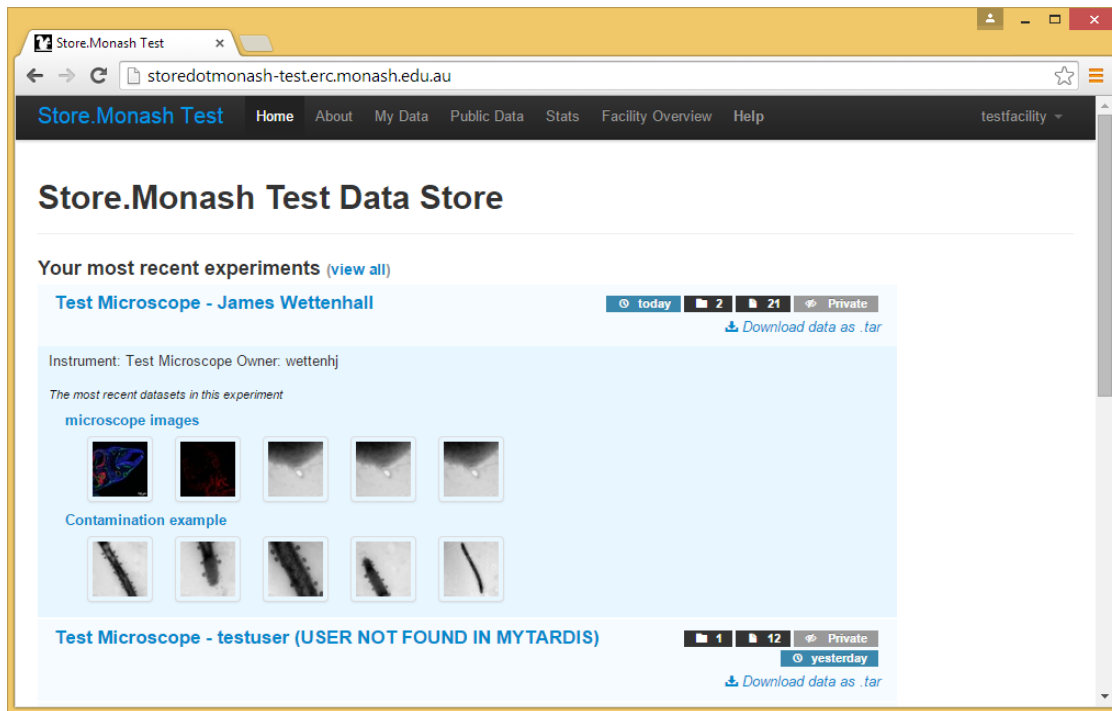 Store.Monash Test
storedotmonash-test.erc.monash.edu.au
Store.Monash Test Home About My Data Public Data Stats Facility Overview Help testfacility
Store.Monash Test Data Store
Your most recent experiments (view all)
Test Microscope - James Wettenhall today 2 21 Private
Download data as .tar
Instrument: Test Microscope Owner: wettenhj
The most recent datasets in this experiment
microscope images
Contamination example
Test Microscope - testuser (USER NOT FOUND IN MYTARDIS) 1 12 Private
yesterday
Download data as .tar